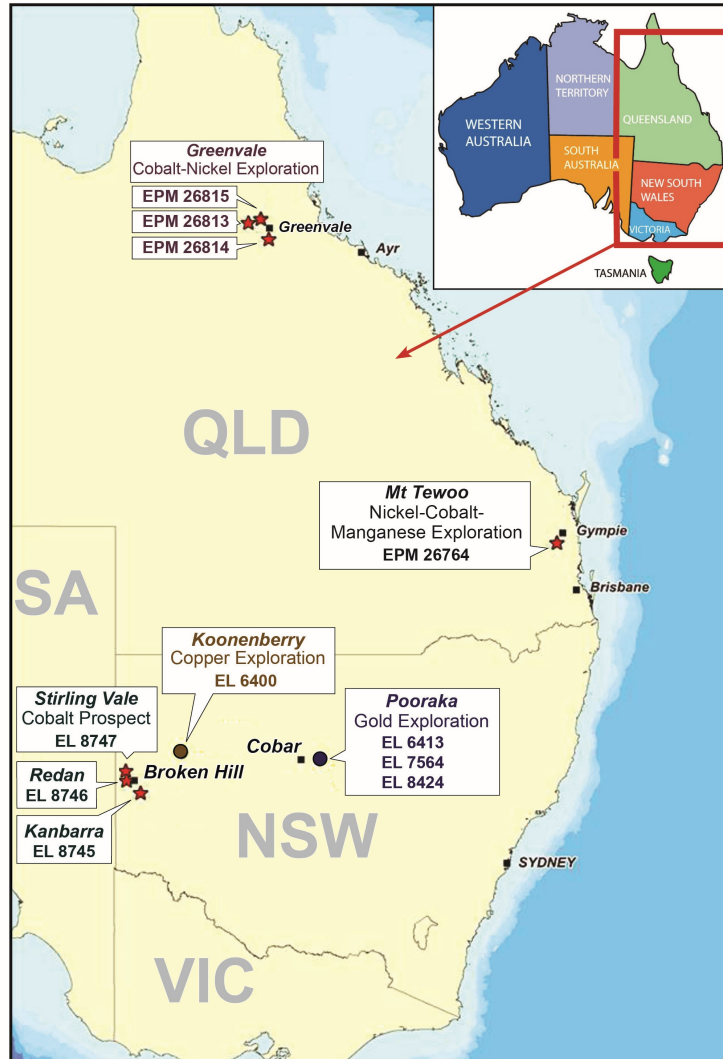 Greenvale
Cobalt-Nickel Exploration
EPM 26815
EPM 26813
EPM 26814
Greenvale
Ayr
WESTERN
AUSTRALIA
NORTHERN
TERRITORY
QUEENSLAND
SOUTH
AUSTRALIA
NEW SOUTH
WALES
VICTORIA
TASMANIA
QLD
Mt Tewoo
Nickel-Cobalt-
Manganese Exploration
EPM 26764
Gympie
Brisbane
SA
Koonenberry
Copper Exploration
EL 6400
Stirling Vale
Cobalt Prospect
EL 8747
Pooraka
Gold Exploration
EL 6413
EL 7564
EL 8424
Cobar
Broken Hill
Redan
EL 8746
Kanbarra
EL 8745
NSW
SYDNEY
VIC